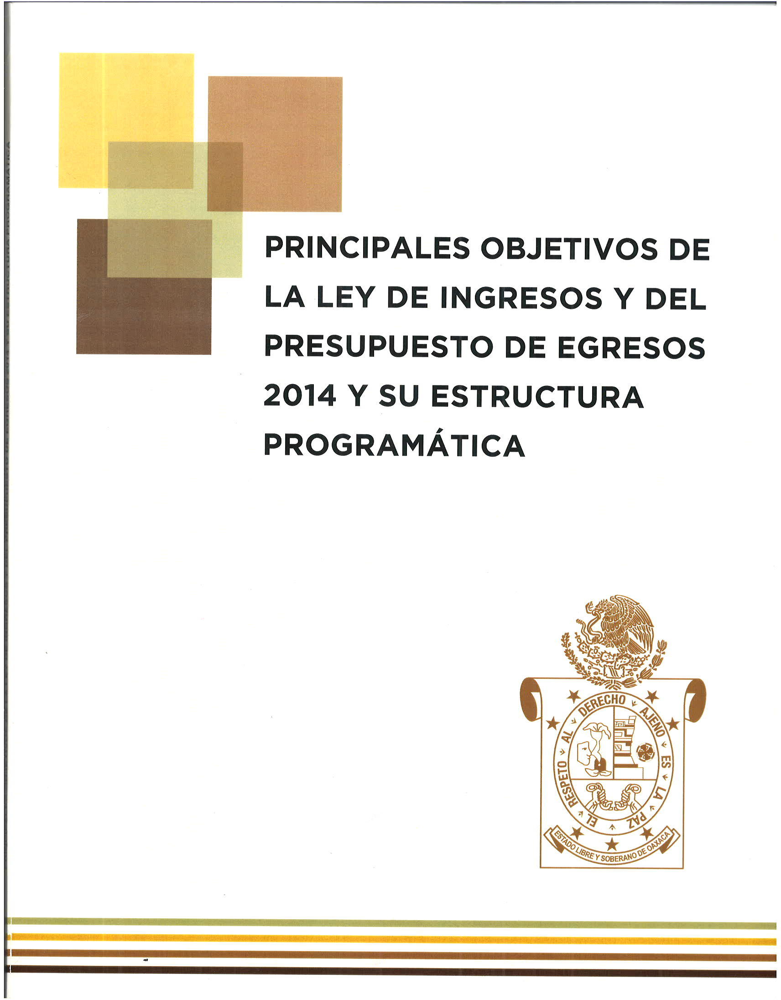 PRINCIPALES OBJETIVOS DE
LA LEY DE INGRESOS Y DEL
PRESUPUESTO DE EGRESOS
2014 Y SU ESTRUCTURA
PROGRAMÁTICA
EL RESPETO AL DERECHO AJENO ES LA PAZ
ESTADO LIBRE Y SOBERANO DE OAXACA